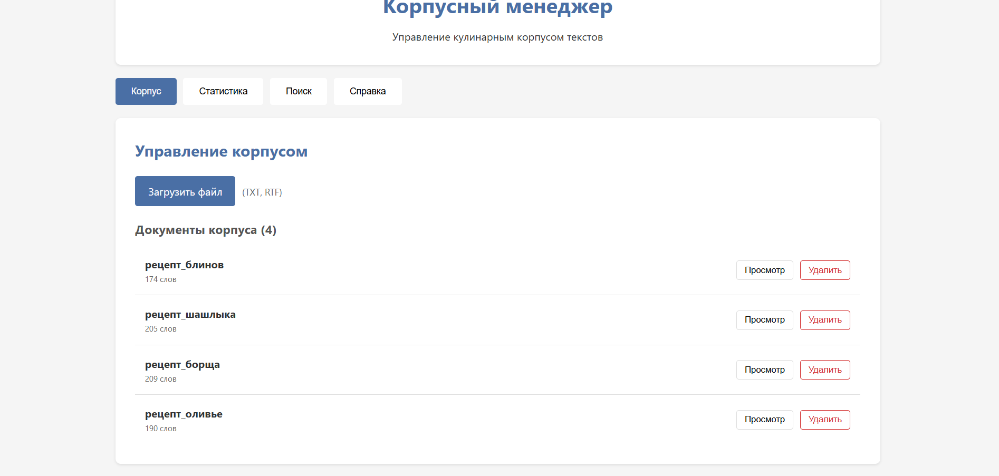 Корпусный менеджер
Управление кулинарным корпусом текстов
Корпус Статистика Поиск Справка
Управление корпусом
Загрузить файл (TXT, RTF)
Документы корпуса (4)
рецепт_блинов
174 слов
Просмотр Удалить
рецепт_шашлыка
205 слов
Просмотр Удалить
рецепт_борща
209 слов
Просмотр Удалить
рецепт_оливье
190 слов
Просмотр Удалить